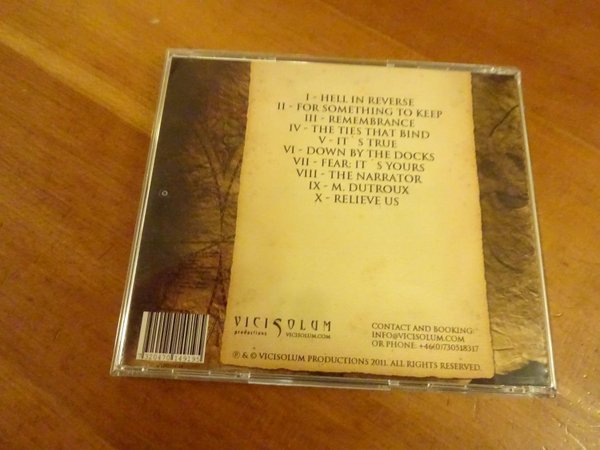 I - HELL IN REVERSE
II - FOR SOMETHING TO KEEP
III - REMEMBRANCE
IV - THE TIES THAT BIND
V - IT`S TRUE
VI - DOWN BY THE DOCKS
VII - FEAR; IT`S YOURS
VIII - THE NARRATOR
IX - M. DUTROUX
X - RELIEVE US
VICISOLUM
productions VICISOLUM.COM
CONTACT AND BOOKING:
INFO@VICISOLUM.COM
OR PHONE: +46(0)730518317
℗ & © VICISOLUM PRODUCTIONS 2011. ALL RIGHTS RESERVED.